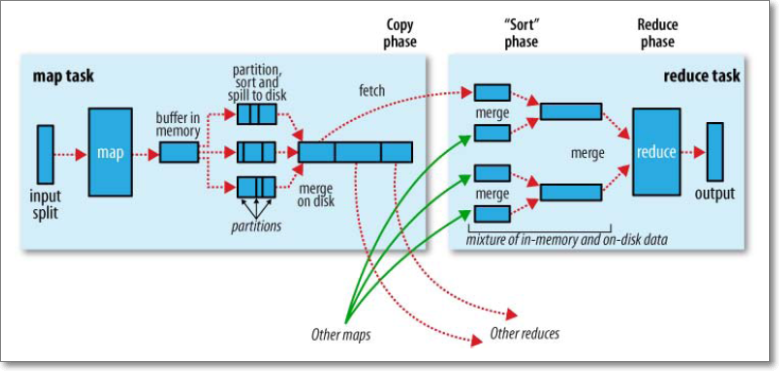 Copy
phase
“Sort”
phase
Reduce
phase
map task
partition,
sort and
spill to disk
fetch
buffer in
memory
map
input
split
merge
on disk
partitions
reduce task
merge
merge
merge
reduce
output
mixture of in-memory and on-disk data
Other maps
Other reduces